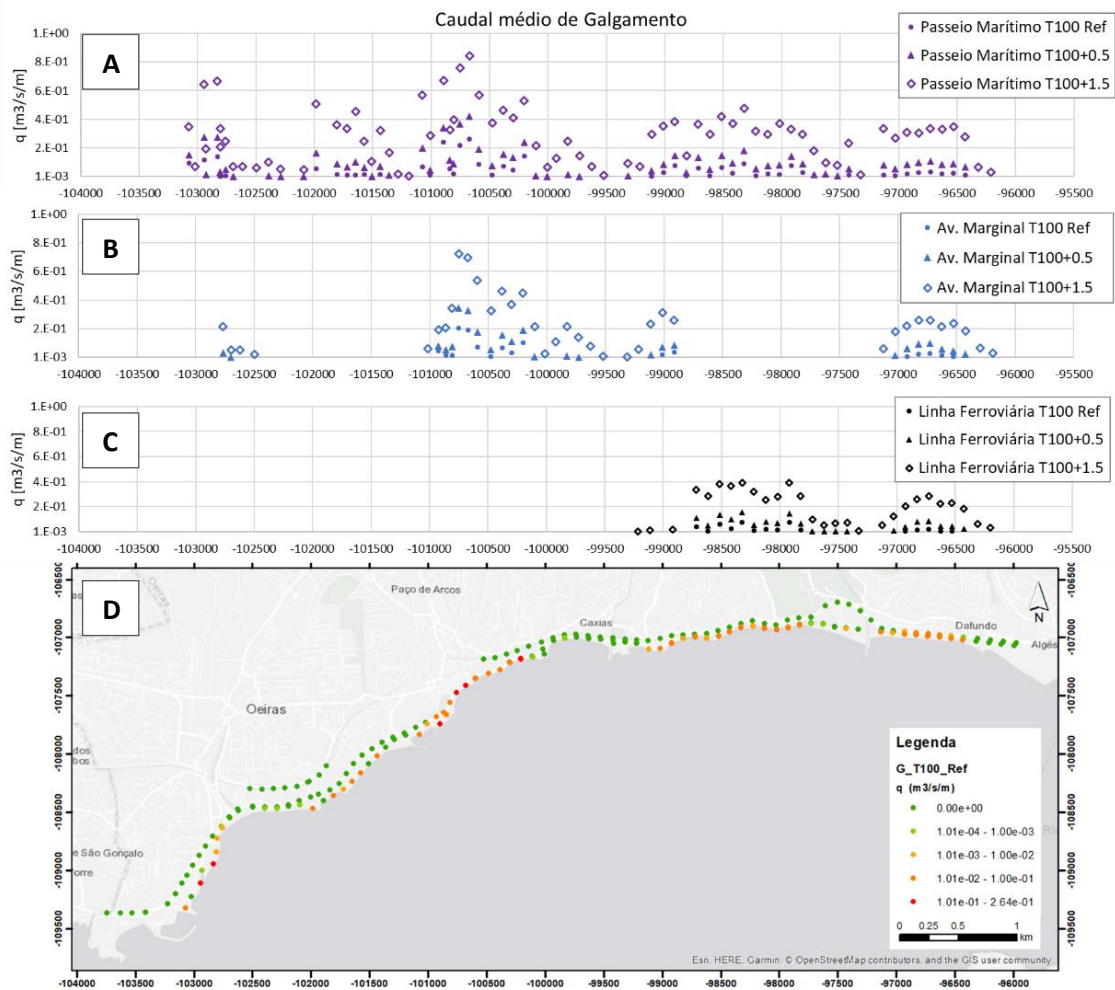 Caudal médio de Galgamento
A
q [m3/s/m]
1.E+00
8.E-01
6.E-01
4.E-01
2.E-01
1.E-03
Passeio Marítimo T100 Ref
Passeio Marítimo T100+0.5
Passeio Marítimo T100+1.5
-104000 -103500 -103000 -102500 -102000 -101500 -101000 -100500 -100000 -99500 -99000 -98500 -98000 -97500 -97000 -96500 -96000 -95500
B
q [m3/s/m]
1.E+00
8.E-01
6.E-01
4.E-01
2.E-01
1.E-03
Av. Marginal T100 Ref
Av. Marginal T100+0.5
Av. Marginal T100+1.5
-104000 -103500 -103000 -102500 -102000 -101500 -101000 -100500 -100000 -99500 -99000 -98500 -98000 -97500 -97000 -96500 -96000 -95500
C
q [m3/s/m]
1.E+00
8.E-01
6.E-01
4.E-01
2.E-01
1.E-03
Linha Ferroviária T100 Ref
Linha Ferroviária T100+0.5
Linha Ferroviária T100+1.5
-104000 -103500 -103000 -102500 -102000 -101500 -101000 -100500 -100000 -99500 -99000 -98500 -98000 -97500 -97000 -96500 -96000 -95500
D
-106500
-107000
-107500
-108000
-108500
-109000
-109500
Oeiras
Paço de Arcos
Caxias
Dafundo
Algés
Oeiras
dos
bos
e São Gonçalo
orre
N
-106500
-107000
-107500
-108000
-108500
-109000
-109500
Legenda
G_T100_Ref
q (m3/s/m)
0.00e+00
1.01e-04 - 1.00e-03
1.01e-03 - 1.00e-02
1.01e-02 - 1.00e-01
1.01e-01 - 2.64e-01
0 0.25 0.5 1
km
Esri, HERE, Garmin, © OpenStreetMap contributors, and the GIS user community
-104000 -103500 -103000 -102500 -102000 -101500 -101000 -100500 -100000 -99500 -99000 -98500 -98000 -97500 -97000 -96500 -96000